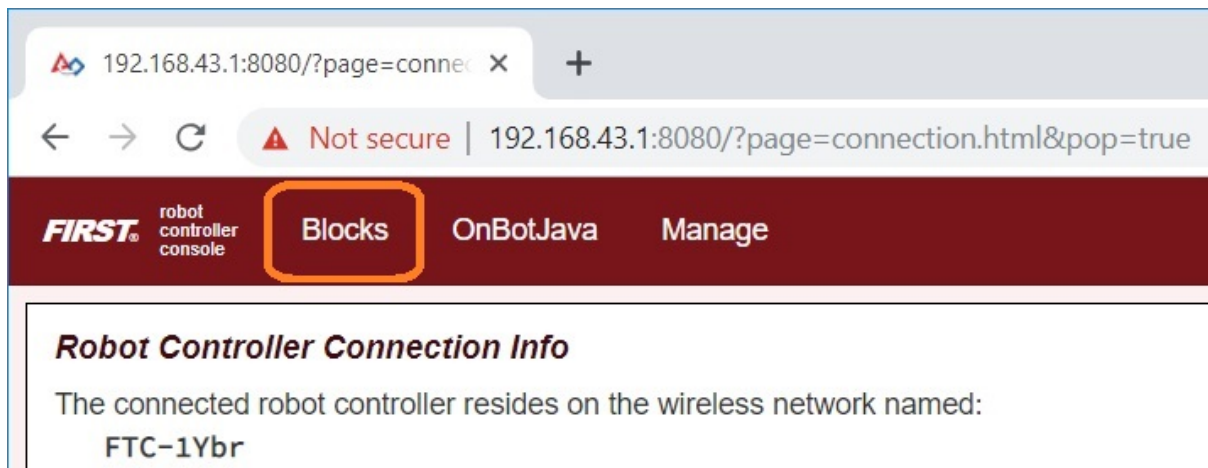 192.168.43.1:8080/?page=conne
Not secure | 192.168.43.1:8080/?page=connection.html&pop=true
FIRST® robot controller console Blocks OnBotJava Manage
Robot Controller Connection Info
The connected robot controller resides on the wireless network named:
FTC-1Ybr